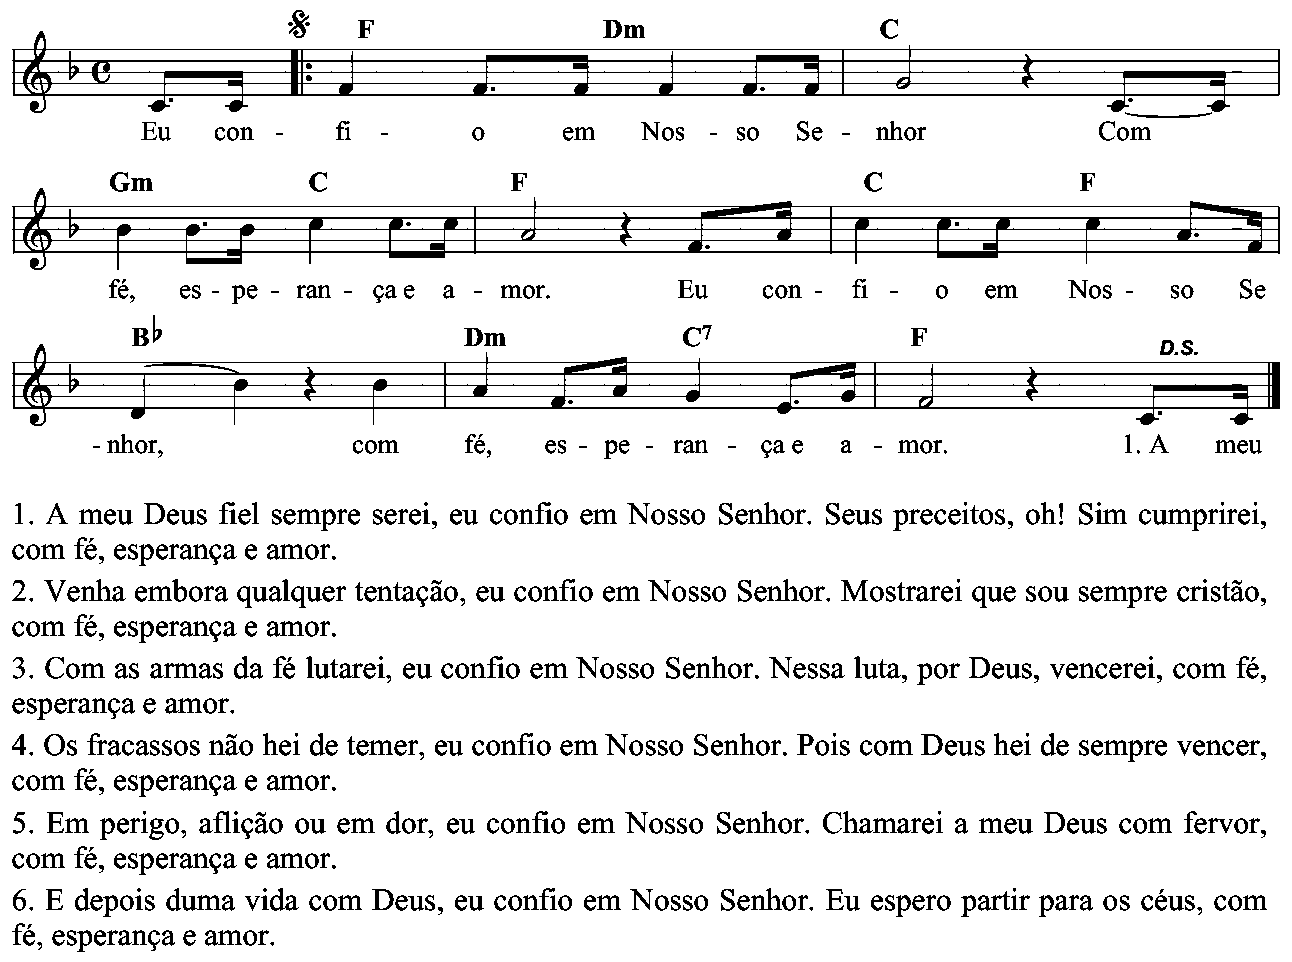 F Dm C
Eu con - fi - o em Nos - so Se - nhor Com
Gm C F C F
fé, es - pe - ran - ça e a - mor. Eu con - fi - o em Nos - so Se
B♭ Dm C7 F D.S.
- nhor, com fé, es - pe - ran - ça e a - mor. 1. A meu
1. A meu Deus fiel sempre serei, eu confio em Nosso Senhor. Seus preceitos, oh! Sim cumprirei,
com fé, esperança e amor.
2. Venha embora qualquer tentação, eu confio em Nosso Senhor. Mostrarei que sou sempre cristão,
com fé, esperança e amor.
3. Com as armas da fé lutarei, eu confio em Nosso Senhor. Nessa luta, por Deus, vencerei, com fé,
esperança e amor.
4. Os fracassos não hei de temer, eu confio em Nosso Senhor. Pois com Deus hei de sempre vencer,
com fé, esperança e amor.
5. Em perigo, aflição ou em dor, eu confio em Nosso Senhor. Chamarei a meu Deus com fervor,
com fé, esperança e amor.
6. E depois duma vida com Deus, eu confio em Nosso Senhor. Eu espero partir para os céus, com
fé, esperança e amor.